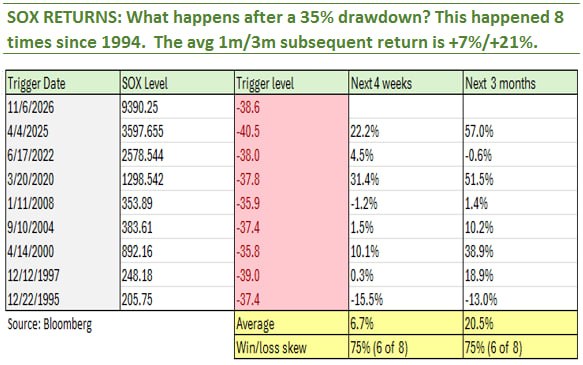 SOX RETURNS: What happens after a 35% drawdown? This happened 8
times since 1994. The avg 1m/3m subsequent return is +7%/+21%.
Trigger Date SOX Level Trigger level Next 4 weeks Next 3 months
11/6/2026 9390.25 -38.6
4/4/2025 3597.655 -40.5 22.2% 57.0%
6/17/2022 2578.544 -38.0 4.5% -0.6%
3/20/2020 1298.542 -37.8 31.4% 51.5%
1/11/2008 353.89 -35.9 -1.2% 1.4%
9/10/2004 383.61 -37.4 1.5% 10.2%
4/14/2000 892.16 -35.8 10.1% 38.9%
12/12/1997 248.18 -39.0 0.3% 18.9%
12/22/1995 205.75 -37.4 -15.5% -13.0%
Source: Bloomberg Average 6.7% 20.5%
Win/loss skew 75% (6 of 8) 75% (6 of 8)